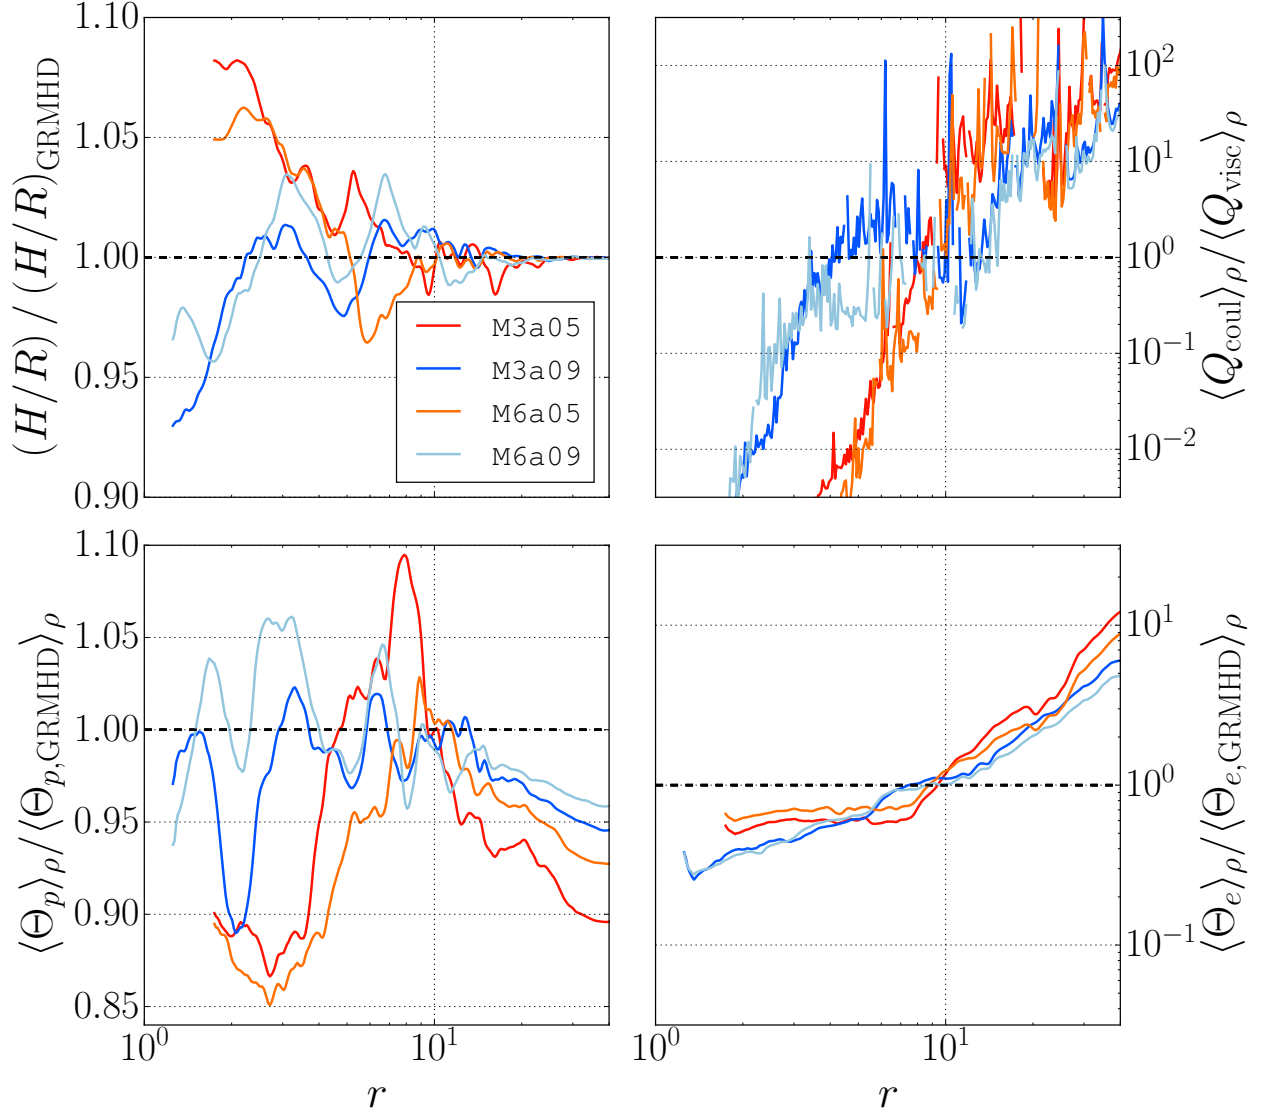 (H/R) / (H/R)_GRMHD
1.10
1.05
1.00
0.95
0.90
M3a05
M3a09
M6a05
M6a09
10^2
10^1
10^0
10^-1
10^-2
⟨Q_coul⟩_ρ/⟨Q_visc⟩_ρ
⟨Θ_p⟩_ρ/⟨Θ_p,GRMHD⟩_ρ
1.10
1.05
1.00
0.95
0.90
0.85
10^0
10^1
r
10^1
10^0
10^-1
⟨Θ_e⟩_ρ/⟨Θ_e,GRMHD⟩_ρ
10^0
10^1
r